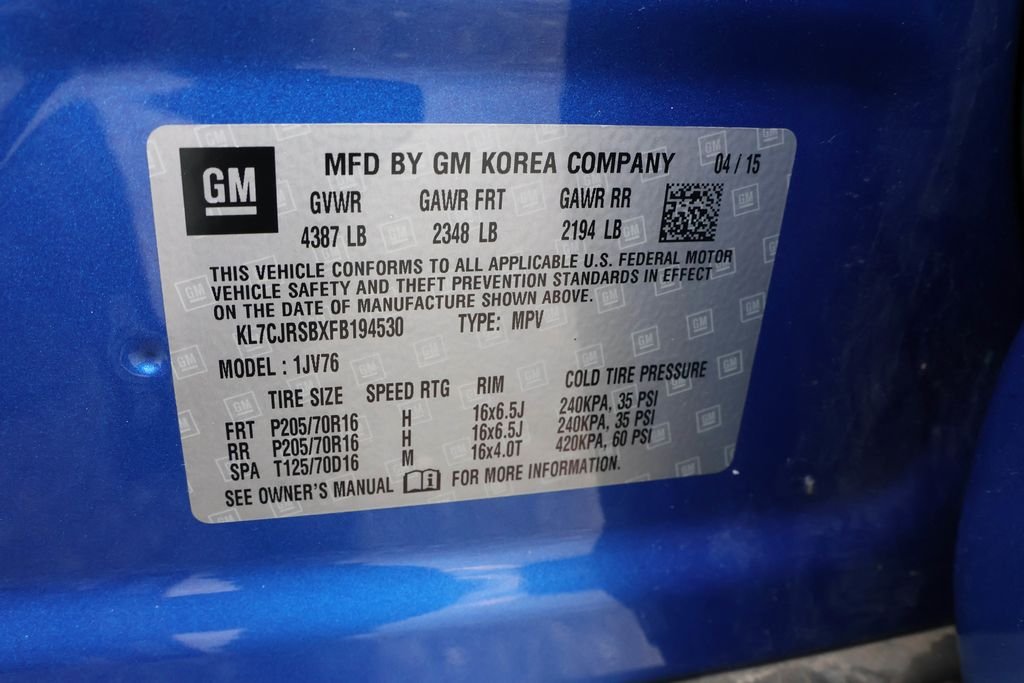 GM MFD BY GM KOREA COMPANY 04/15
GVWR GAWR FRT GAWR RR
4387 LB 2348 LB 2194 LB
THIS VEHICLE CONFORMS TO ALL APPLICABLE U.S. FEDERAL MOTOR
VEHICLE SAFETY AND THEFT PREVENTION STANDARDS IN EFFECT
ON THE DATE OF MANUFACTURE SHOWN ABOVE.
KL7CJRSBXFB194530 TYPE: MPV
MODEL : 1JV76
TIRE SIZE SPEED RTG RIM COLD TIRE PRESSURE
FRT P205/70R16 H 16x6.5J 240KPA, 35 PSI
RR P205/70R16 H 16x6.5J 240KPA, 35 PSI
SPA T125/70D16 M 16x4.0T 420KPA, 60 PSI
SEE OWNER'S MANUAL FOR MORE INFORMATION.